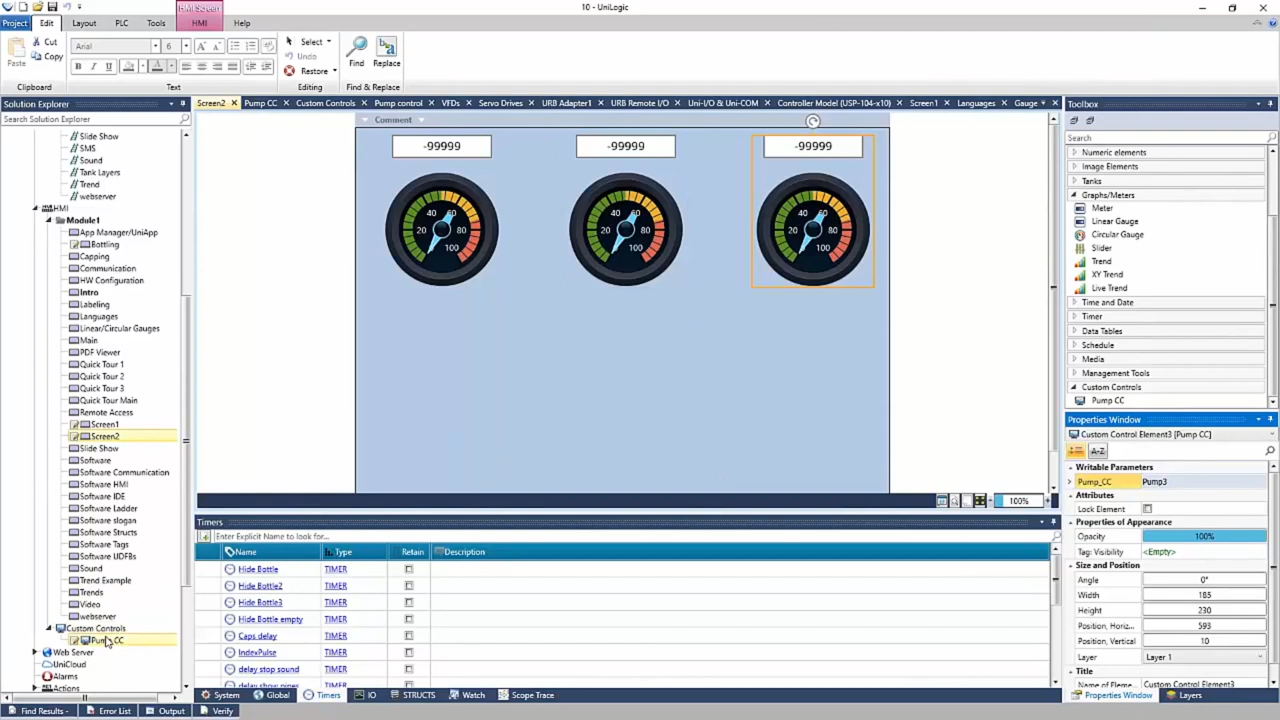 10 - UniLogic
HMI Screen
Project Edit Layout PLC Tools HMI Help
Paste Cut Copy
Arial 6
B I U A
Select
Undo
Restore
Find Replace
Clipboard Text Editing Find & Replace
Solution Explorer
Search Solution Explorer
Slide Show
SMS
Sound
Tank Layers
Trend
webserver
HMI
Module1
App Manager/UniApp
Bottling
Capping
Communication
HW Configuration
Intro
Labeling
Languages
Linear/Circular Gauges
Main
PDF Viewer
Quick Tour 1
Quick Tour 2
Quick Tour 3
Quick Tour Main
Remote Access
Screen1
Screen2
Slide Show
Software
Software Communication
Software HMI
Software IDE
Software Ladder
Software slogan
Software Structs
Software Tags
Software UDFBs
Sound
Trend Example
Trends
Video
webserver
Custom Controls
Pump CC
Web Server
UniCloud
Alarms
Actions
Screen2 Pump CC Custom Controls Pump control VFDs Servo Drives URB Adapter1 URB Remote I/O Uni-I/O & Uni-COM Controller Model (USP-104-x10) Screen1 Languages Gauge
Comment
-99999 -99999 -99999
20 40 60 80 100
20 40 60 80 100
20 40 60 80 100
100%
Timers
Enter Explicit Name to look for...
Name Type Retain Description
Hide Bottle TIMER
Hide Bottle2 TIMER
Hide Bottle3 TIMER
Hide Bottle empty TIMER
Caps delay TIMER
IndexPulse TIMER
delay stop sound TIMER
delay show pipes TIMER
System Global Timers IO STRUCTS Watch Scope Trace
Toolbox
Search
Numeric elements
Image Elements
Tanks
Graphs/Meters
Meter
Linear Gauge
Circular Gauge
Slider
Trend
XY Trend
Live Trend
Time and Date
Timer
Data Tables
Schedule
Media
Management Tools
Custom Controls
Pump CC
Properties Window
Custom Control Element3 [Pump CC]
A-Z
Writable Parameters
Pump_CC Pump3
Attributes
Lock Element
Properties of Appearance
Opacity 100%
Tag: Visibility <Empty>
Size and Position
Angle 0°
Width 185
Height 230
Position, Horiz... 593
Position, Vertical 10
Layer Layer 1
Title
Name of Eleme... Custom Control Element3
Properties Window Layers
Find Results - Error List Output Verify